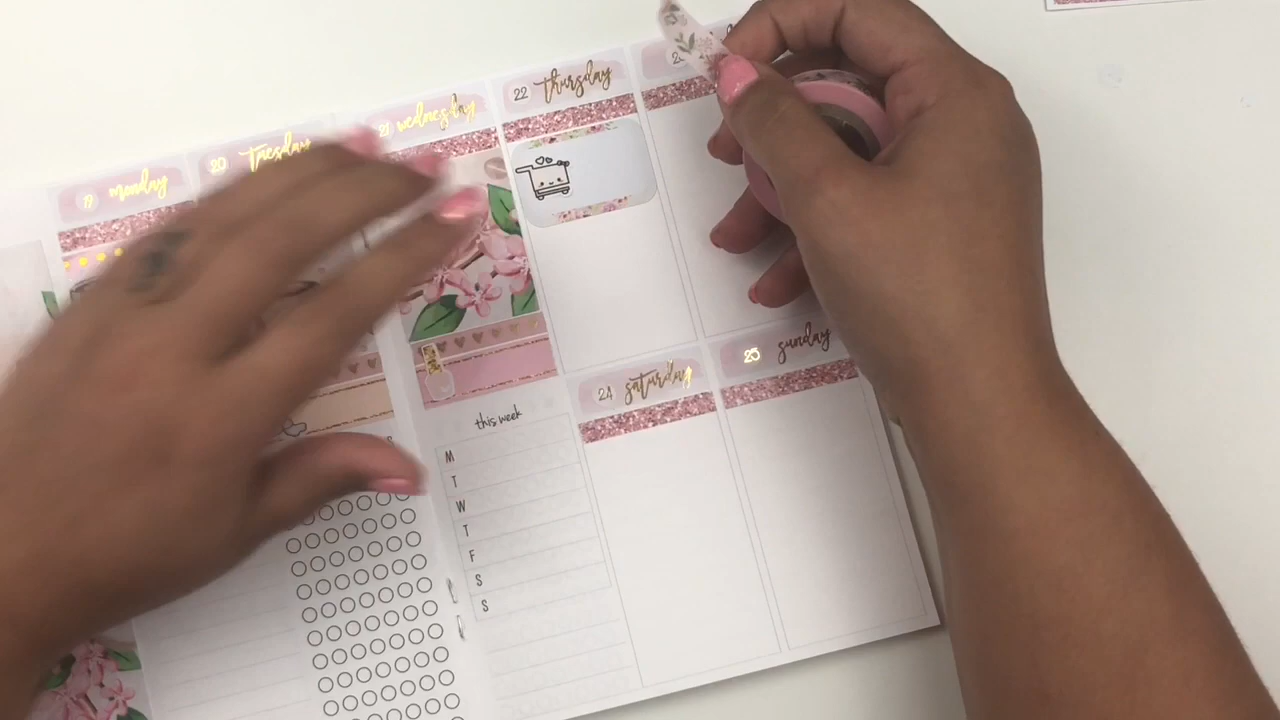 19 monday
20 tuesday
21 wednesday
22 thursday
24 saturday
25 sunday
this week
M
T
W
T
F
S
S